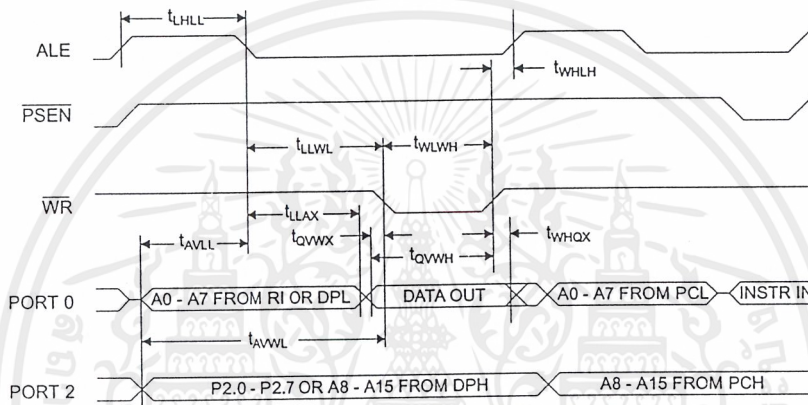 tLHLL
ALE
tWHLH
PSEN
tLLWL
tWLWH
WR
tLLAX
tAVLL
tQVWX
tWHQX
tQVWH
PORT 0
A0 - A7 FROM RI OR DPL
DATA OUT
A0 - A7 FROM PCL
INSTR IN
tAVWL
PORT 2
P2.0 - P2.7 OR A8 - A15 FROM DPH
A8 - A15 FROM PCH